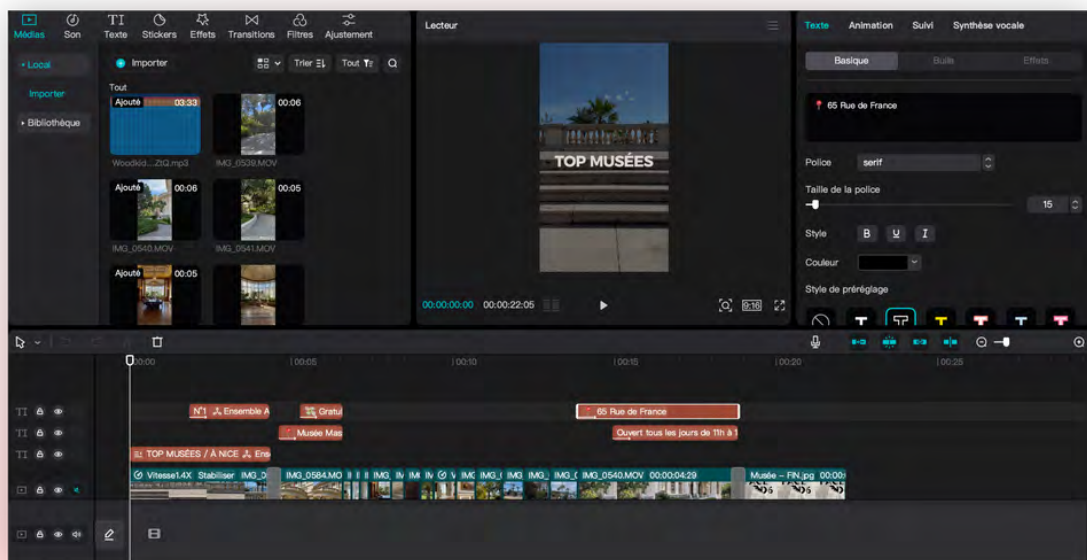 Médias Son Texte Stickers Effets Transitions Filtres Ajustement
Local
Importer
Bibliothèque
Importer Trier Tout
Tout
Ajouté 03:33
Woodkid...ZtQ.mp3
00:06
IMG_0539.MOV
Ajouté 00:06
IMG_0540.MOV
00:05
IMG_0541.MOV
Ajouté 00:05
Lecteur
TOP MUSÉES
00:00:00:00 00:00:22:05
9:16
Texte Animation Suivi Synthèse vocale
Basique Bulle Effets
65 Rue de France
Police serif
Taille de la police
15
Style B U I
Couleur
Style de préréglage
T T T T T T
00:00 00:05 00:10 00:15 00:20 00:25
N°1 Ensemble A Gratui 65 Rue de France
Musée Mas Ouvert tous les jours de 11h à 1
TOP MUSÉES / À NICE Ens
Vitesse1.4X Stabiliser IMG_0 IMG_0584.MO IMG_ IMG_0540.MOV 00:00:04:29 Musée – FIN.jpg 00:00: